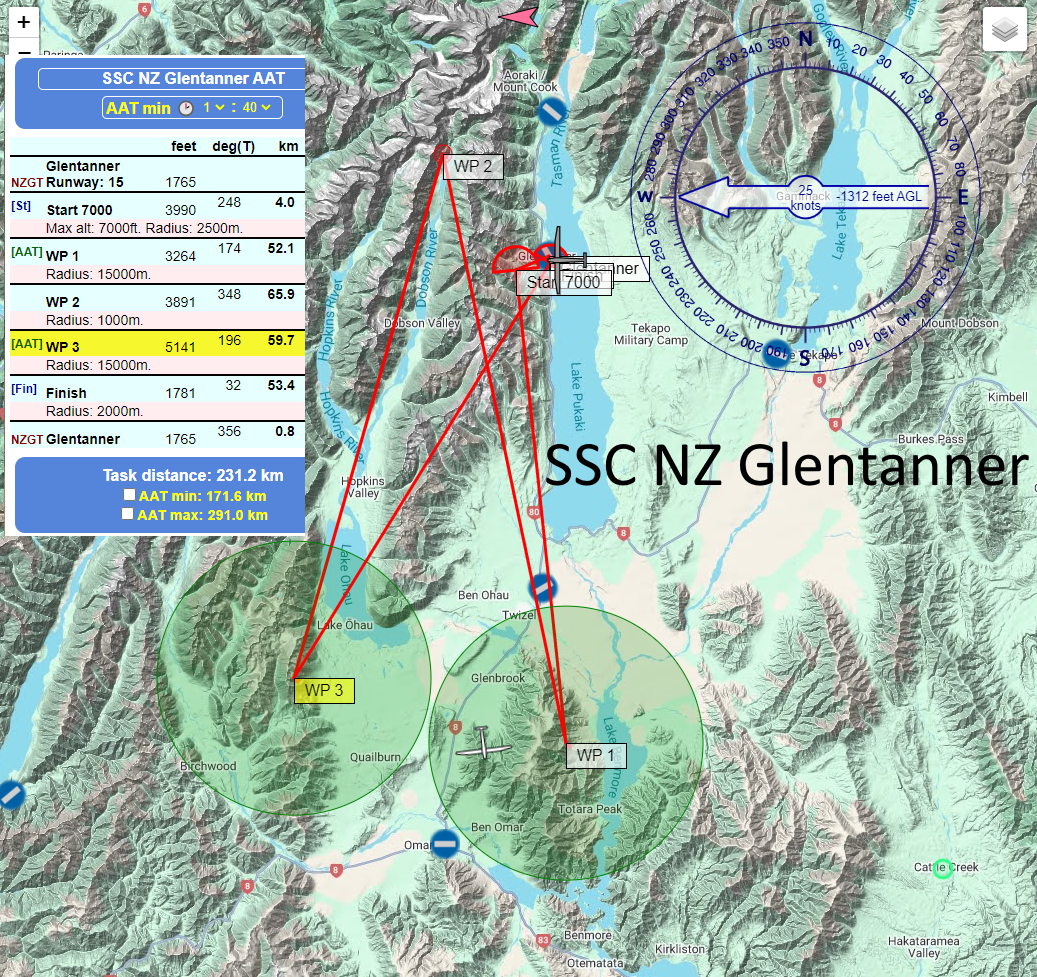 +
6
−
Paringa
SSC NZ Glentanner AAT
AAT min 1 : 40
feet deg(T) km
Glentanner
NZGT Runway: 15 1765
[St] Start 7000 3990 248 4.0
Max alt: 7000ft. Radius: 2500m.
[AAT] WP 1 3264 174 52.1
Radius: 15000m.
WP 2 3891 348 65.9
Radius: 1000m.
[AAT] WP 3 5141 196 59.7
Radius: 15000m.
[Fin] Finish 1781 32 53.4
Radius: 2000m.
NZGT Glentanner 1765 356 0.8
Task distance: 231.2 km
AAT min: 171.6 km
AAT max: 291.0 km
Aoraki /
Mount Cook
Tasman River
WP 2
Glentanner
Start 7000
Dobson River
Hopkins River
Dobson Valley
Hopkins River
Hopkins
Valley
Tekapo
Military Camp
Lake Pukaki
Godley River
N
10
20
30
40
50
60
70
80
E
100
110
120
130
140
150
160
170
S
190
200
210
220
230
240
250
260
W
280
290
300
310
320
330
340
350
25
knots
-1312 feet AGL
Lake Tekapo
Mount Dobson
8
Kimbell
8
Burkes Pass
SSC NZ Glentanner
80
8
Lake Ohau
Ben Ohau
Twizel
Lake Ōhau
Glenbrook
WP 3
8
WP 1
Lake Benmore
Quailburn
Birchwood
Totara Peak
Ben Omar
Omarama
8
8
Cattle Creek
83
Benmore
Otematata
Kirkliston
Hakataramea
Valley